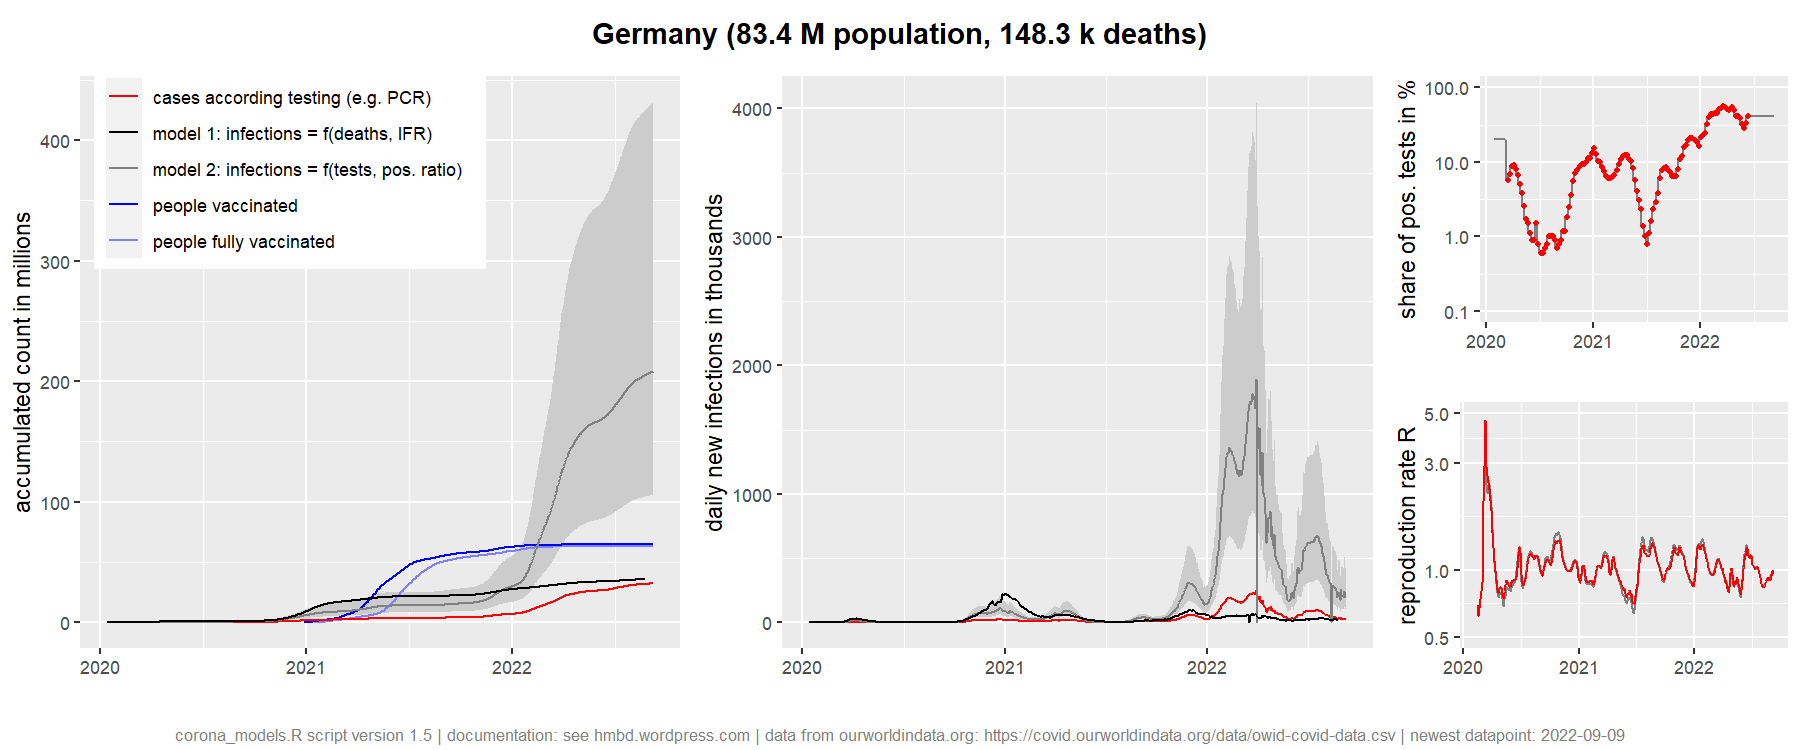 Germany (83.4 M population, 148.3 k deaths)
accumulated count in millions
400
300
200
100
0
2020
2021
2022
cases according testing (e.g. PCR)
model 1: infections = f(deaths, IFR)
model 2: infections = f(tests, pos. ratio)
people vaccinated
people fully vaccinated
daily new infections in thousands
4000
3000
2000
1000
0
2020
2021
2022
share of pos. tests in %
100.0
10.0
1.0
0.1
2020
2021
2022
reproduction rate R
5.0
3.0
1.0
0.5
2020
2021
2022
corona_models.R script version 1.5 | documentation: see hmbd.wordpress.com | data from ourworldindata.org: https://covid.ourworldindata.org/data/owid-covid-data.csv | newest datapoint: 2022-09-09